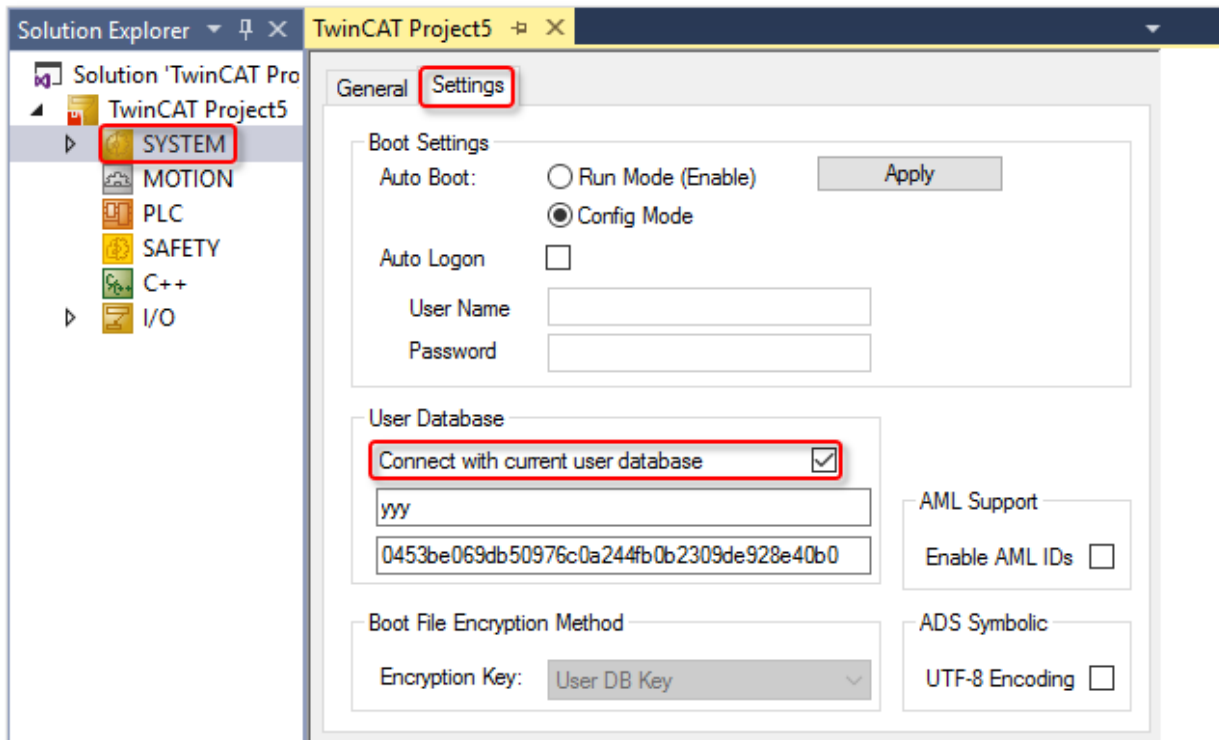 Solution Explorer
TwinCAT Project5
Solution 'TwinCAT Pro
TwinCAT Project5
SYSTEM
MOTION
PLC
SAFETY
C++
I/O
General
Settings
Boot Settings
Auto Boot:
Run Mode (Enable)
Apply
Config Mode
Auto Logon
User Name
Password
User Database
Connect with current user database
yyy
0453be069db50976c0a244fb0b2309de928e40b0
AML Support
Enable AML IDs
Boot File Encryption Method
Encryption Key:
User DB Key
ADS Symbolic
UTF-8 Encoding